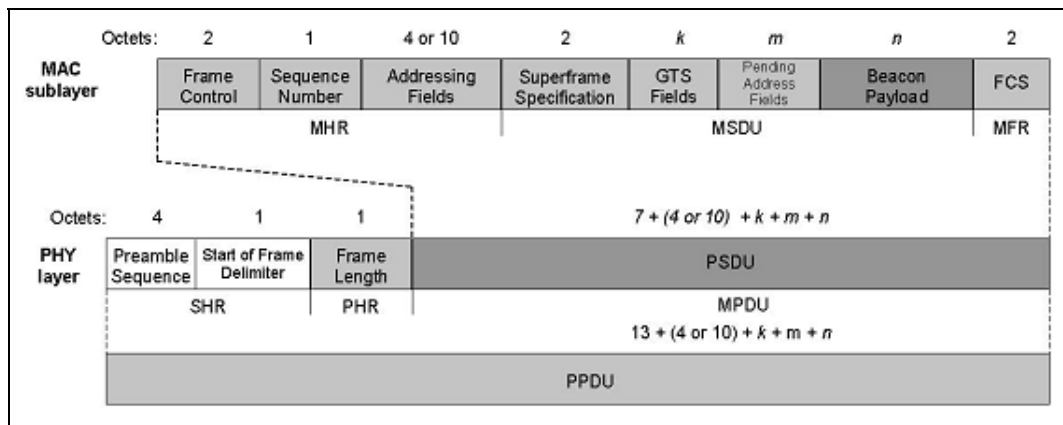 Octets: 2 1 4 or 10 2 k m n 2
MAC sublayer
Frame Control
Sequence Number
Addressing Fields
Superframe Specification
GTS Fields
Pending Address Fields
Beacon Payload
FCS
MHR MSDU MFR
Octets: 4 1 1 7 + (4 or 10) + k + m + n
PHY layer
Preamble Sequence
Start of Frame Delimiter
Frame Length
PSDU
SHR PHR MPDU
13 + (4 or 10) + k + m + n
PPDU